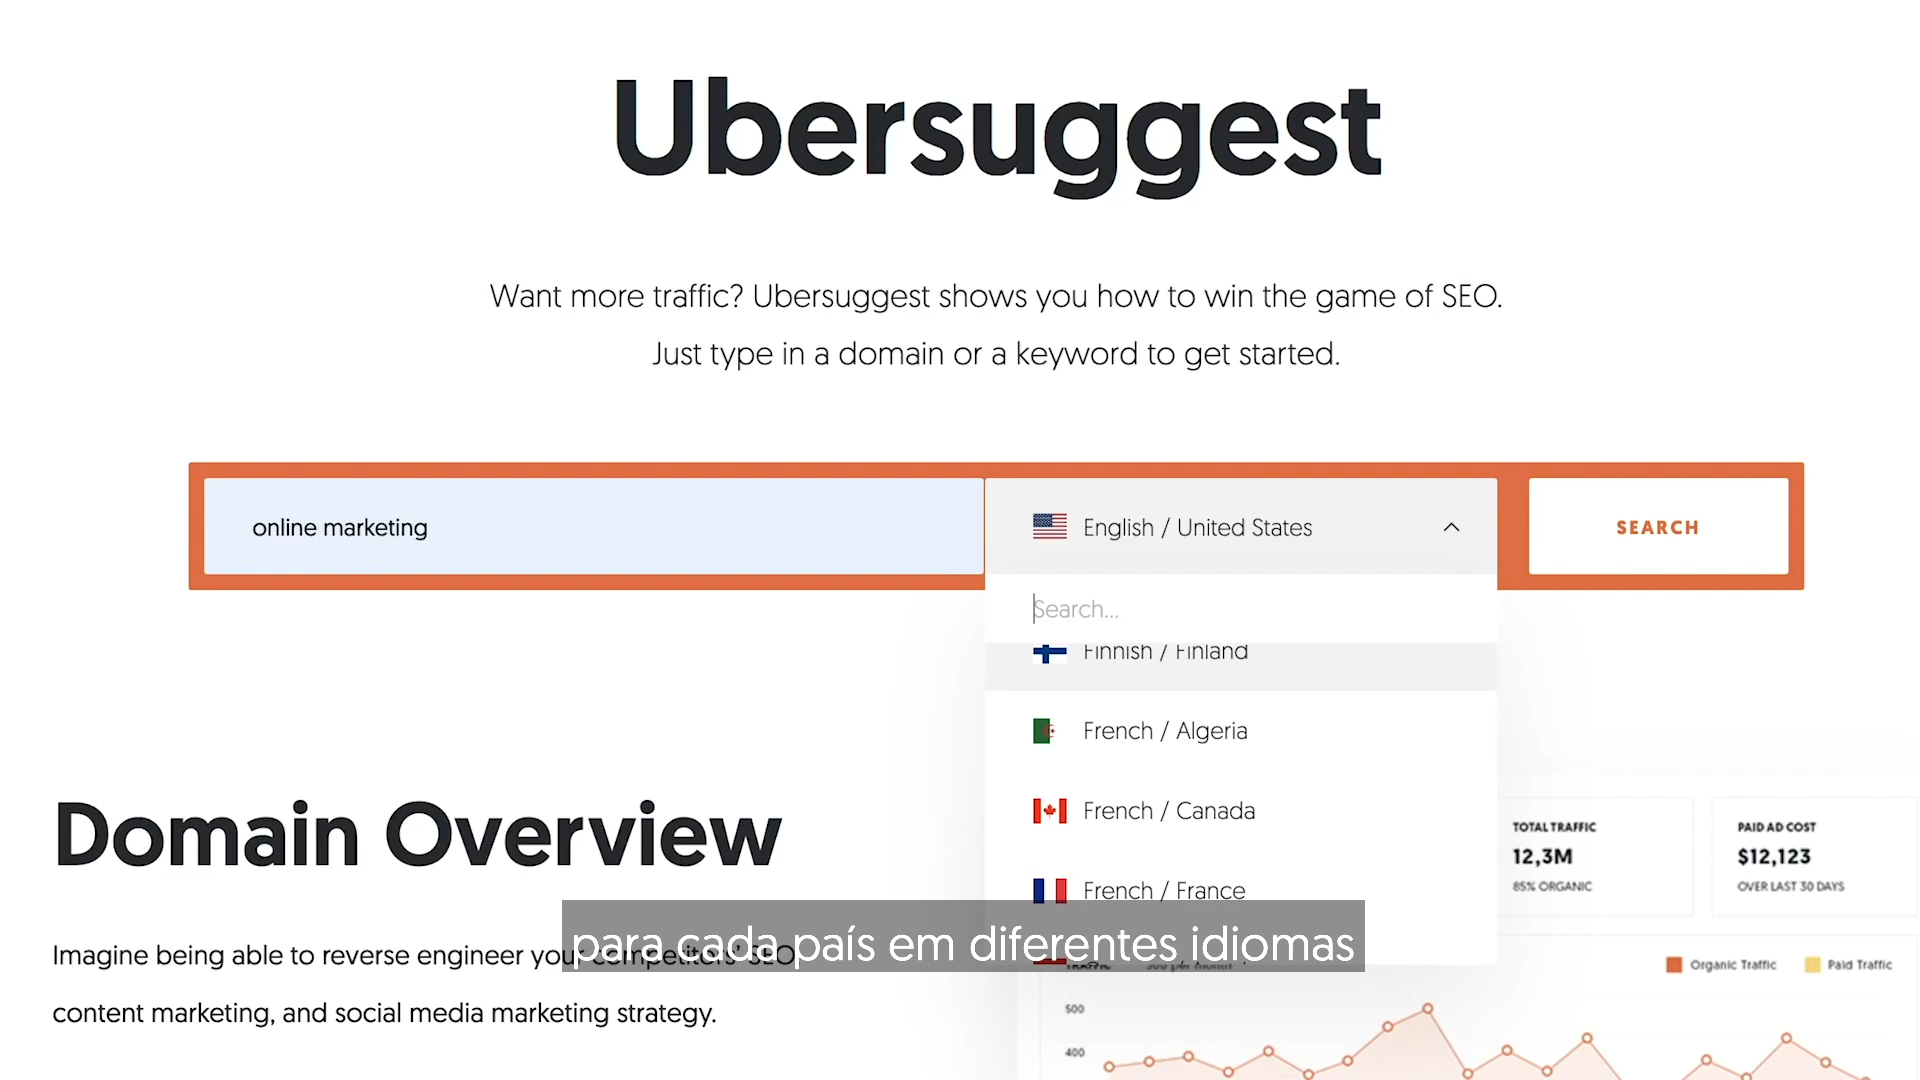 Ubersuggest
Want more traffic? Ubersuggest shows you how to win the game of SEO.
Just type in a domain or a keyword to get started.
online marketing
English / United States
SEARCH
Search...
Finnish / Finland
French / Algeria
French / Canada
French / France
Domain Overview
Imagine being able to reverse engineer your competitors' SEO
content marketing, and social media marketing strategy.
TOTAL TRAFFIC
12,3M
85% ORGANIC
PAID AD COST
$12,123
OVER LAST 30 DAYS
para cada país em diferentes idiomas
Organic Traffic
Paid Traffic
500
400